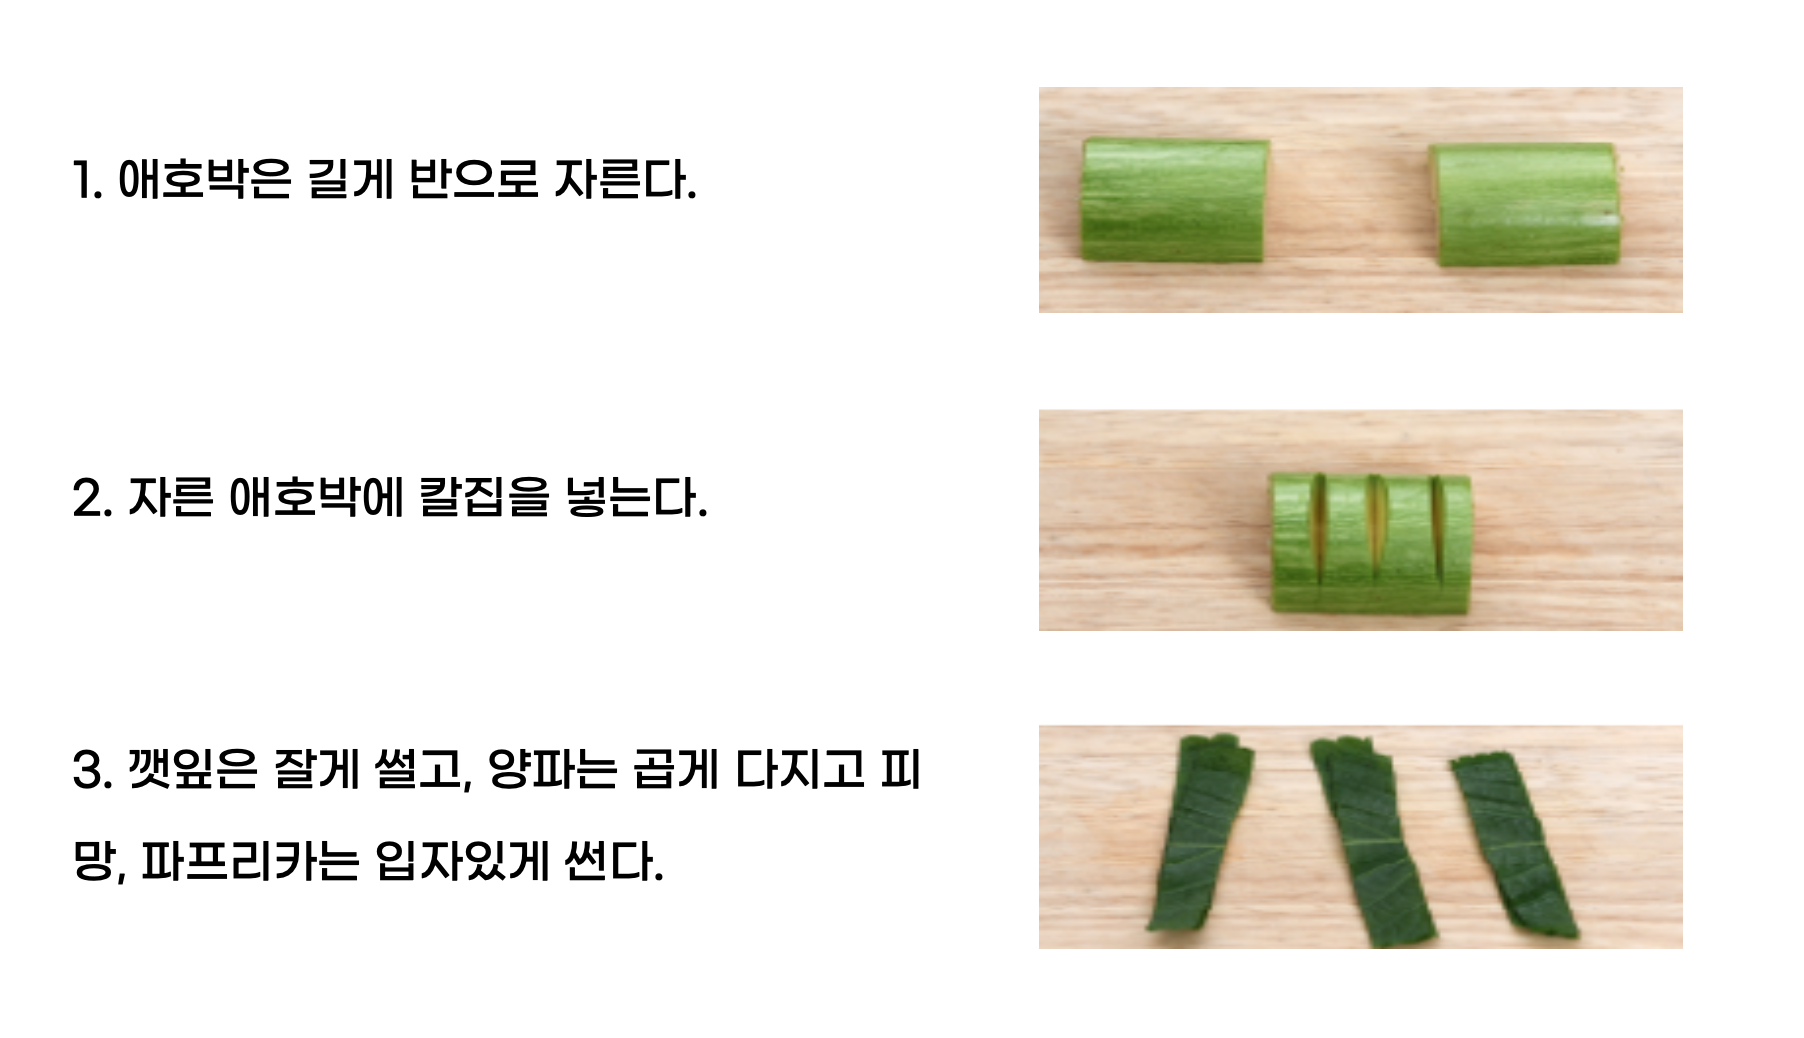 1. 애호박은 길게 반으로 자른다.
2. 자른 애호박에 칼집을 넣는다.
3. 깻잎은 잘게 썰고, 양파는 곱게 다지고 피
망, 파프리카는 입자있게 썬다.